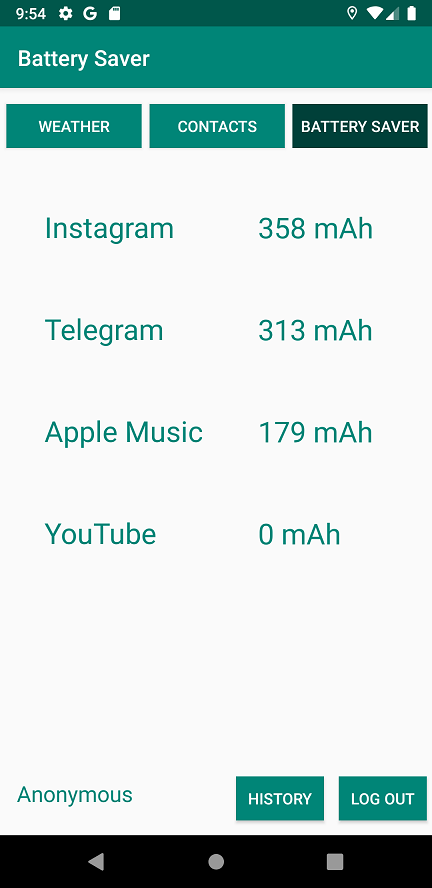 9:54
Battery Saver
WEATHER CONTACTS BATTERY SAVER
Instagram 358 mAh
Telegram 313 mAh
Apple Music 179 mAh
YouTube 0 mAh
Anonymous HISTORY LOG OUT